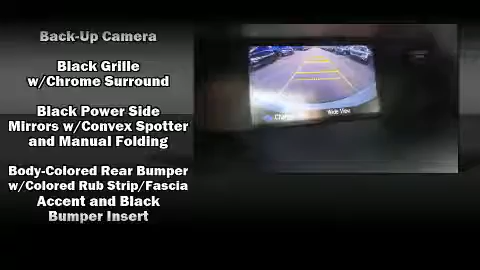 Back-Up Camera
Black Grille
w/Chrome Surround
Black Power Side
Mirrors w/Convex Spotter
and Manual Folding
Body-Colored Rear Bumper
w/Colored Rub Strip/Fascia
Accent and Black
Bumper Insert
Wide View